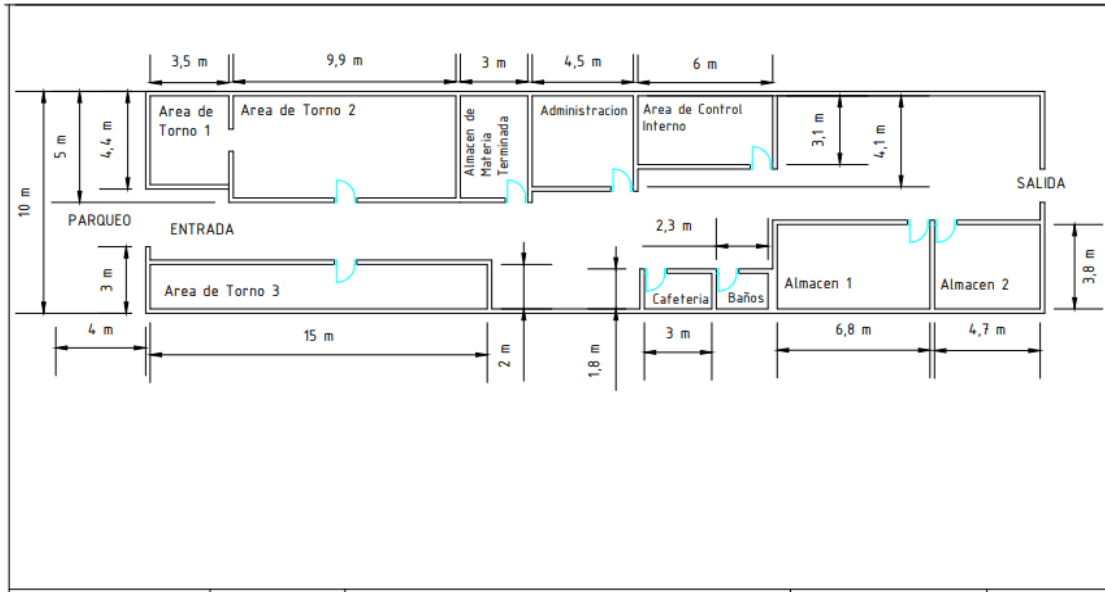 3,5 m
9,9 m
3 m
4,5 m
6 m
Area de
Torno 1
Area de Torno 2
Almacen de
Materia
Terminada
Administracion
Area de Control
Interno
10 m
5 m
4,4 m
3,1 m
4,1 m
SALIDA
PARQUEO
ENTRADA
2,3 m
3 m
Area de Torno 3
Cafeteria
Baños
Almacen 1
Almacen 2
3,8 m
4 m
15 m
2 m
1,8 m
3 m
6,8 m
4,7 m